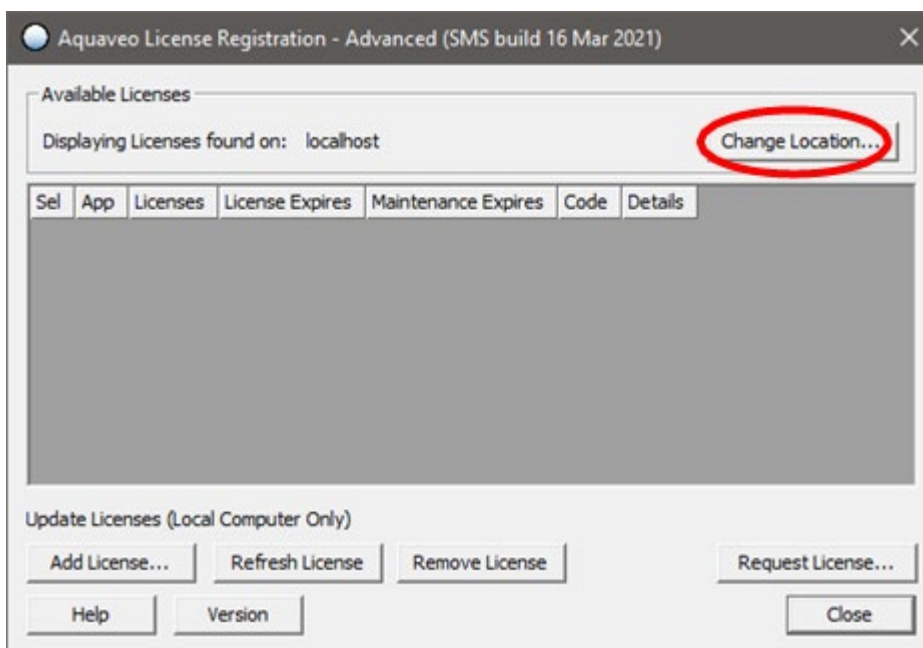 Aquaveo License Registration - Advanced (SMS build 16 Mar 2021)
Available Licenses
Displaying Licenses found on: localhost Change Location...
Sel App Licenses License Expires Maintenance Expires Code Details
Update Licenses (Local Computer Only)
Add License... Refresh License Remove License Request License...
Help Version Close